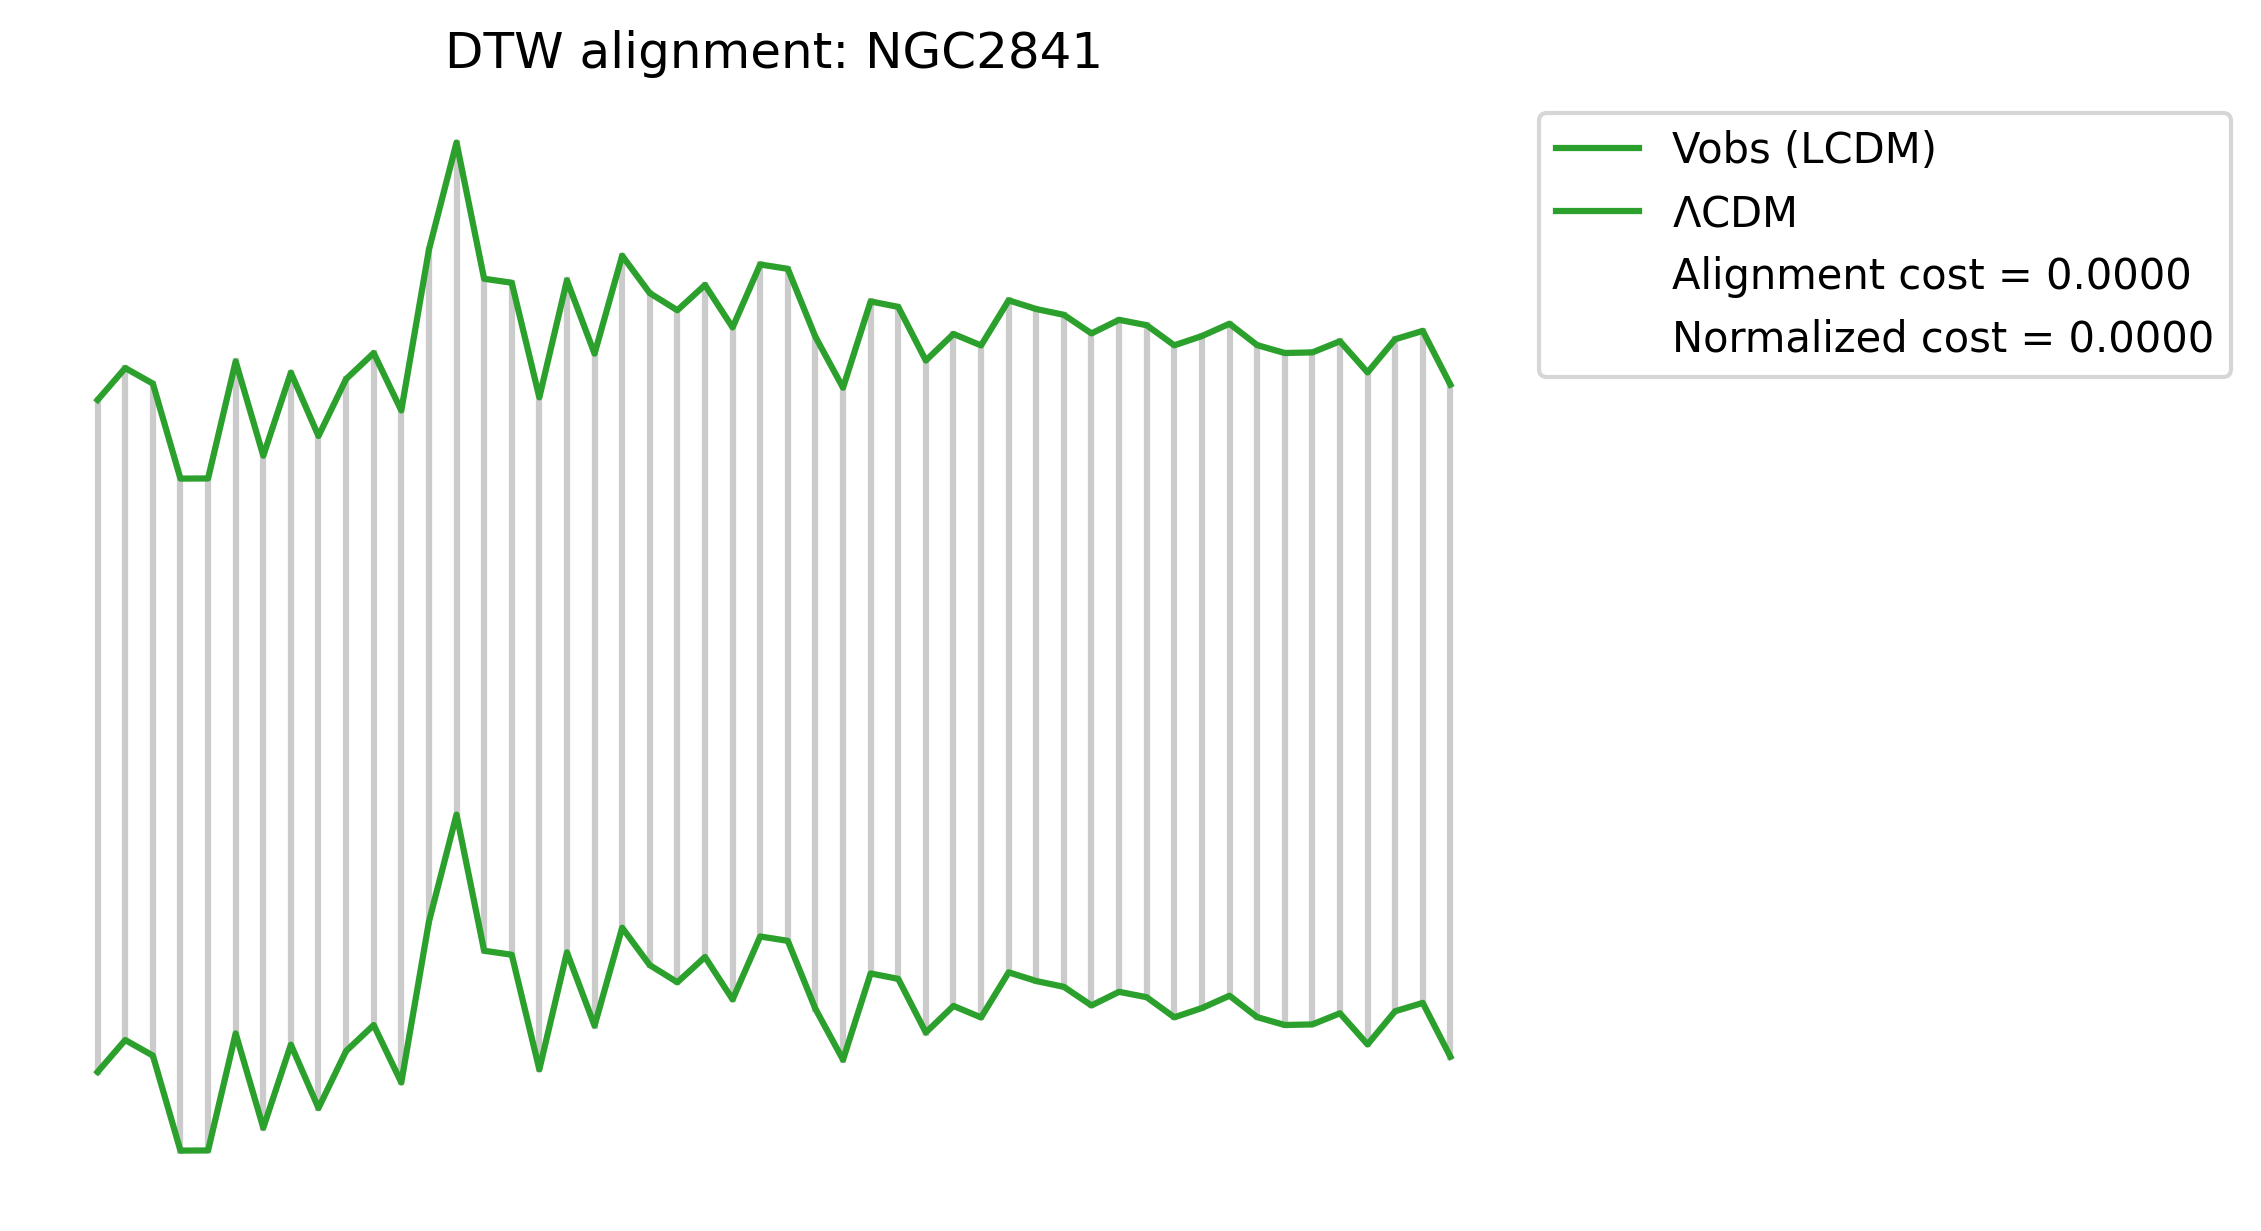 DTW alignment: NGC2841
Vobs (LCDM)
ΛCDM
Alignment cost = 0.0000
Normalized cost = 0.0000